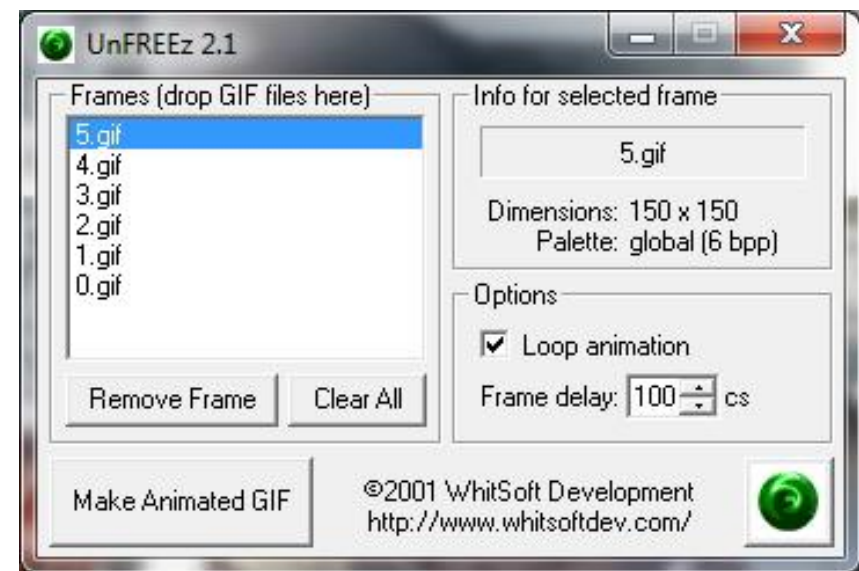 UnFREEz 2.1
Frames (drop GIF files here)
5.gif
4.gif
3.gif
2.gif
1.gif
0.gif
Remove Frame
Clear All
Info for selected frame
5.gif
Dimensions: 150 x 150
Palette: global (6 bpp)
Options
Loop animation
Frame delay: 100 cs
Make Animated GIF
©2001 WhitSoft Development
http://www.whitsoftdev.com/